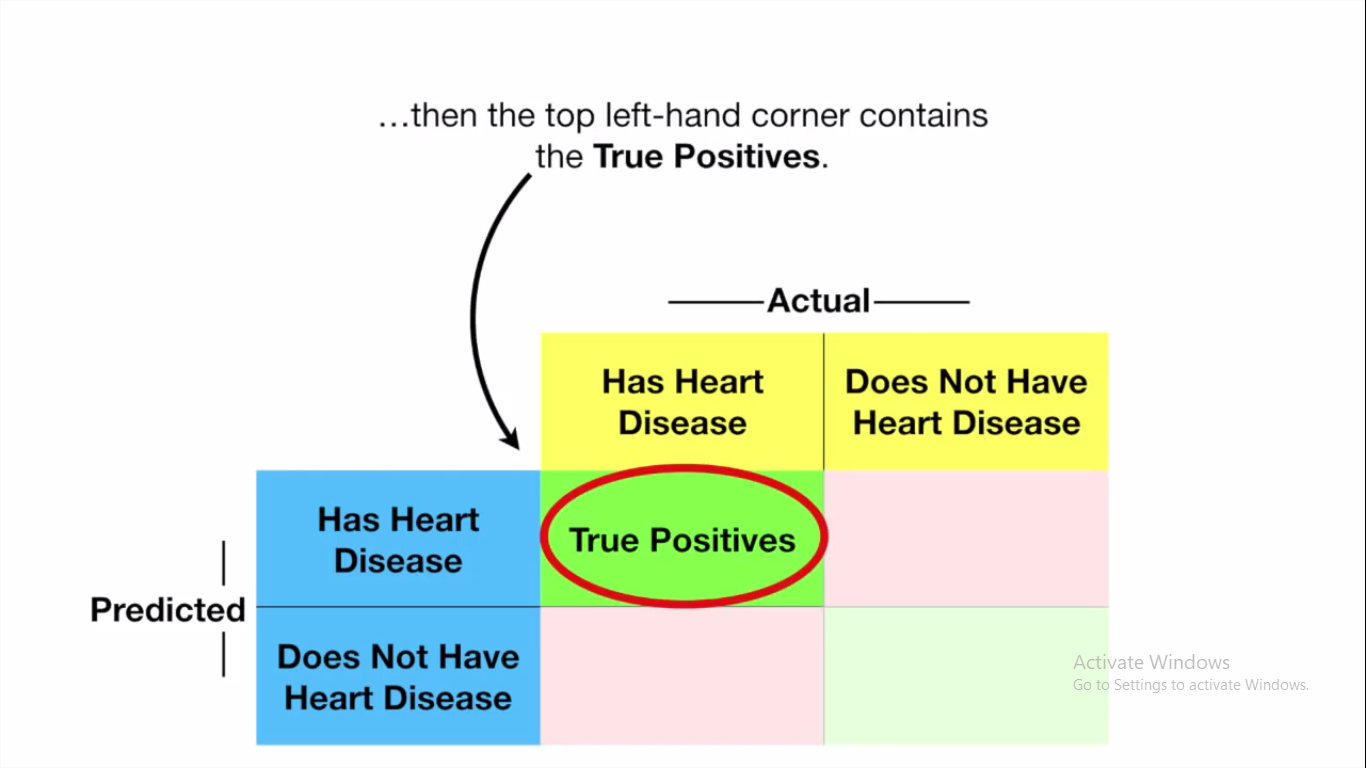 ...then the top left-hand corner contains
the True Positives.
Actual
Has Heart
Disease
Does Not Have
Heart Disease
Has Heart
Disease
True Positives
Predicted
Does Not Have
Heart Disease
Activate Windows
Go to Settings to activate Windows.